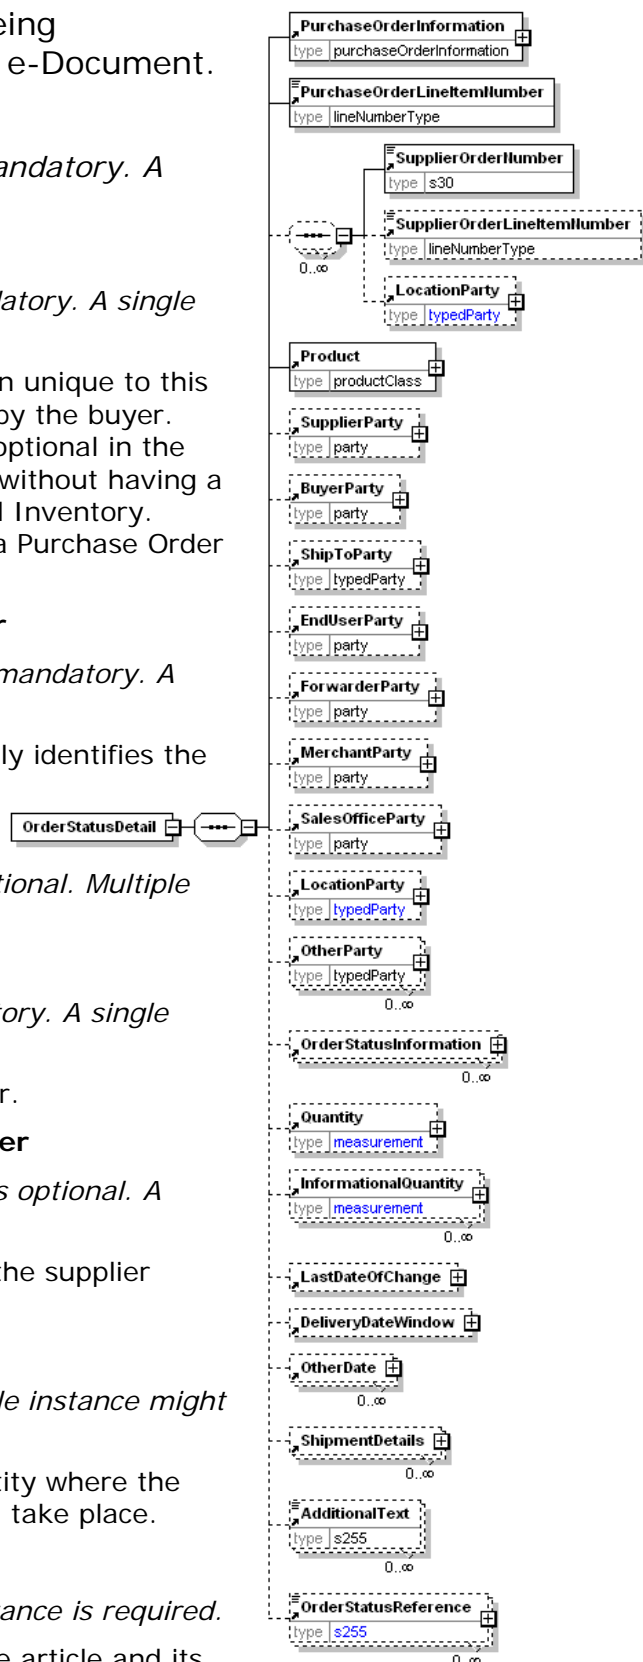 eing
e-Document.
andatory. A
datory. A single
n unique to this
by the buyer.
optional in the
without having a
l Inventory.
a Purchase Order
r
mandatory. A
ly identifies the
tional. Multiple
tory. A single
r.
er
s optional. A
the supplier
le instance might
tity where the
take place.
tance is required.
e article and its
OrderStatusDetail
PurchaseOrderInformation
type purchaseOrderInformation
PurchaseOrderLineItemNumber
type lineNumberType
0..∞
SupplierOrderNumber
type s30
SupplierOrderLineItemNumber
type lineNumberType
LocationParty
type typedParty
Product
type productClass
SupplierParty
type party
BuyerParty
type party
ShipToParty
type typedParty
EndUserParty
type party
ForwarderParty
type party
MerchantParty
type party
SalesOfficeParty
type party
LocationParty
type typedParty
OtherParty
type typedParty
0..∞
OrderStatusInformation
0..∞
Quantity
type measurement
InformationalQuantity
type measurement
0..∞
LastDateOfChange
DeliveryDateWindow
OtherDate
0..∞
ShipmentDetails
0..∞
AdditionalText
type s255
0..∞
OrderStatusReference
type s255
0..∞